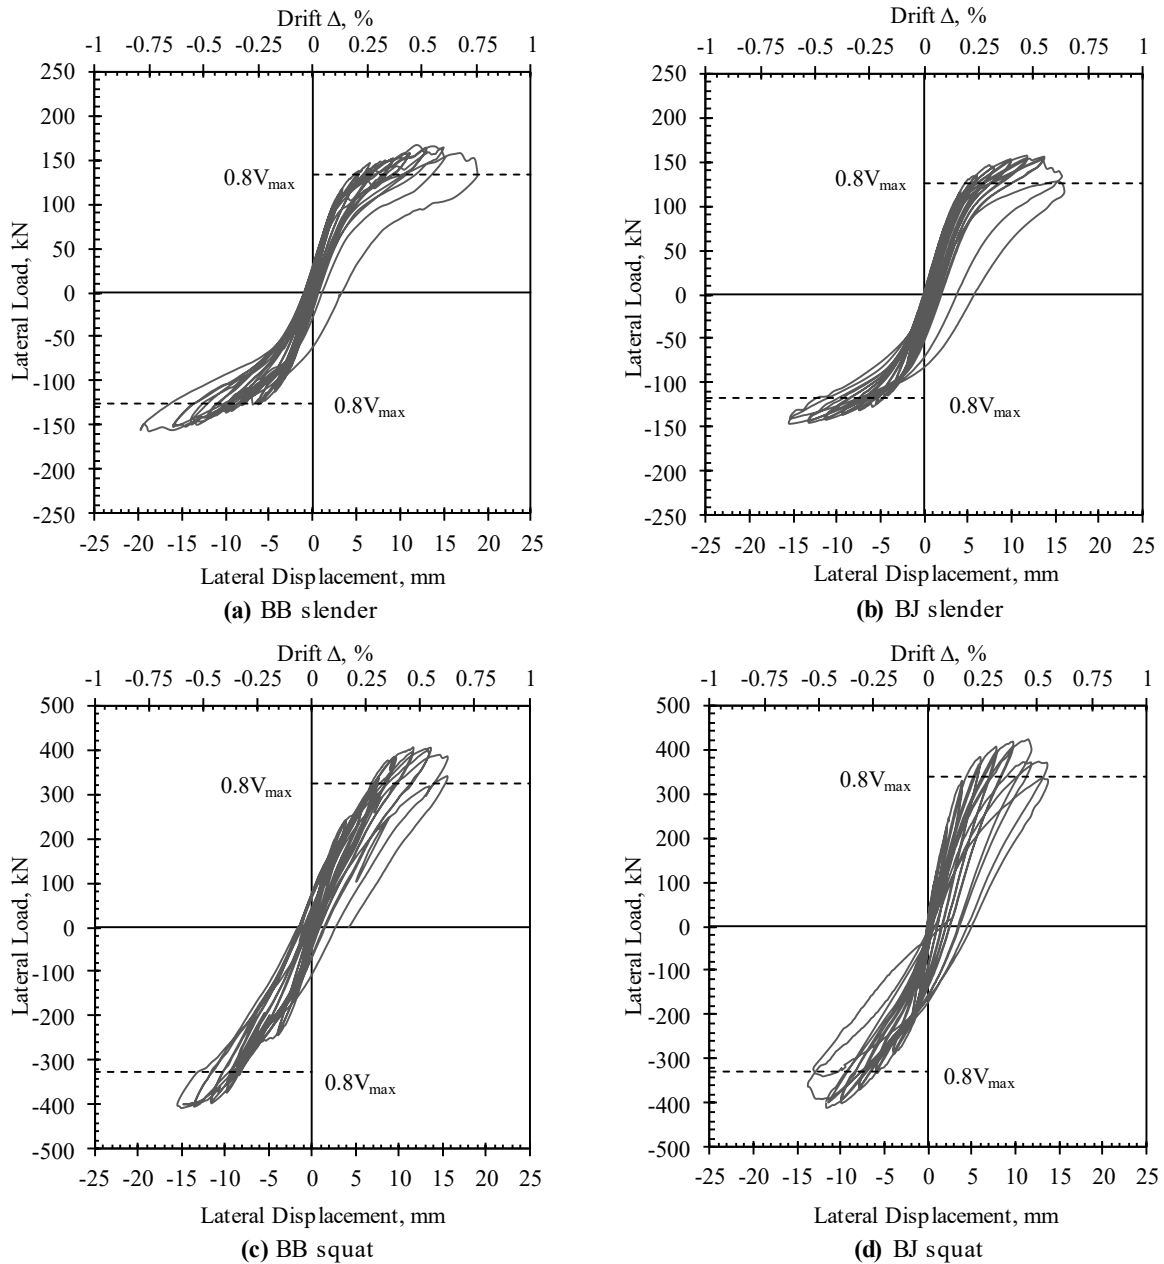 Drift Δ, %
-1 -0.75 -0.5 -0.25 0 0.25 0.5 0.75 1
250
200
150
100
50
0
-50
-100
-150
-200
-250
Lateral Load, kN
0.8Vmax
0.8Vmax
-25 -20 -15 -10 -5 0 5 10 15 20 25
Lateral Displacement, mm
(a) BB slender
Drift Δ, %
-1 -0.75 -0.5 -0.25 0 0.25 0.5 0.75 1
250
200
150
100
50
0
-50
-100
-150
-200
-250
Lateral Load, kN
0.8Vmax
0.8Vmax
-25 -20 -15 -10 -5 0 5 10 15 20 25
Lateral Displacement, mm
(b) BJ slender
Drift Δ, %
-1 -0.75 -0.5 -0.25 0 0.25 0.5 0.75 1
500
400
300
200
100
0
-100
-200
-300
-400
-500
Lateral Load, kN
0.8Vmax
0.8Vmax
-25 -20 -15 -10 -5 0 5 10 15 20 25
Lateral Displacement, mm
(c) BB squat
Drift Δ, %
-1 -0.75 -0.5 -0.25 0 0.25 0.5 0.75 1
500
400
300
200
100
0
-100
-200
-300
-400
-500
Lateral Load, kN
0.8Vmax
0.8Vmax
-25 -20 -15 -10 -5 0 5 10 15 20 25
Lateral Displacement, mm
(d) BJ squat